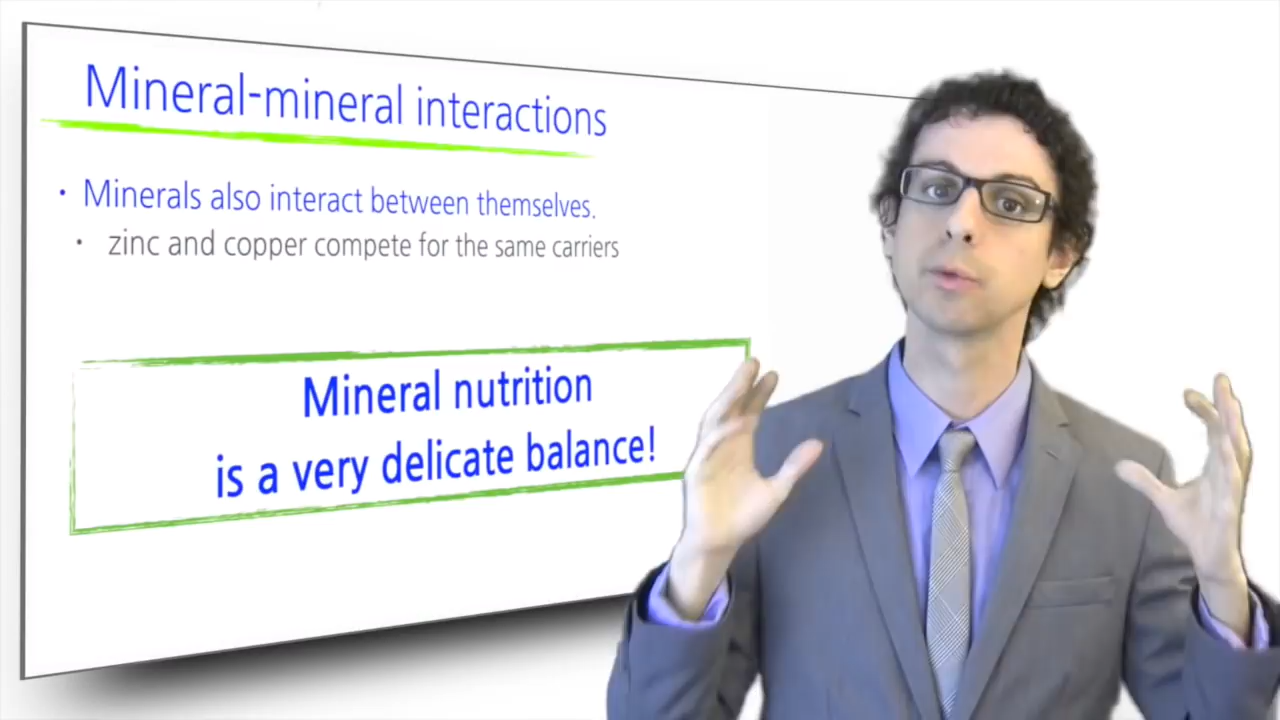 Mineral-mineral interactions
• Minerals also interact between themselves.
• zinc and copper compete for the same carriers
Mineral nutrition
is a very delicate balance!